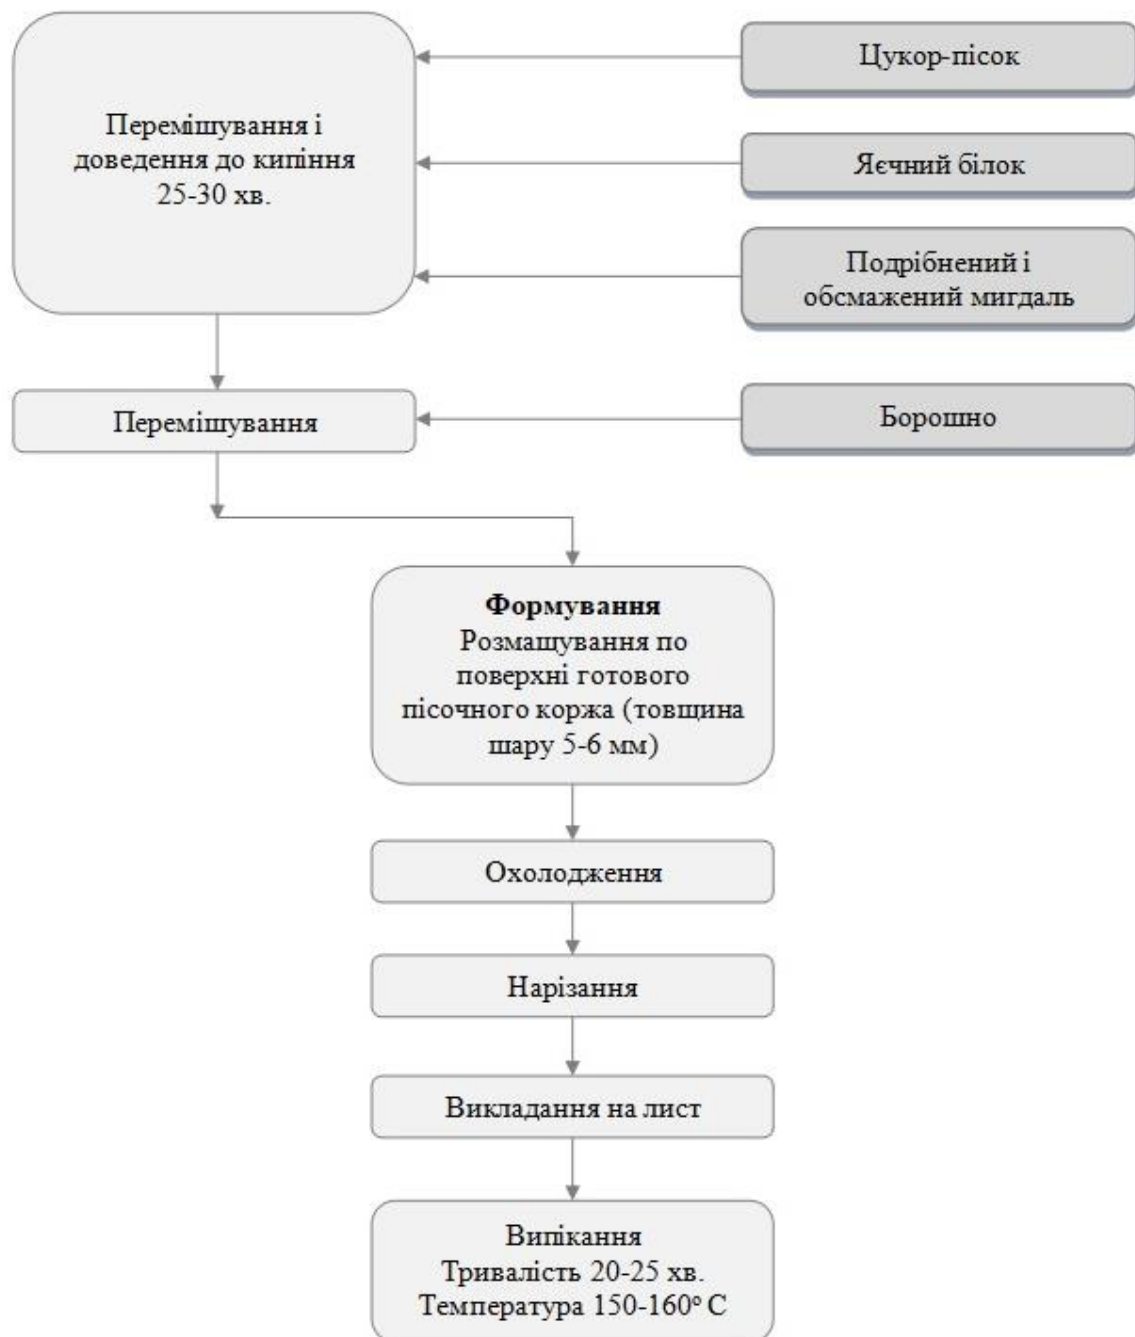 Цукор-пісок
Перемішування і
доведення до кипіння
25-30 хв.
Яєчний білок
Подрібнений і
обсмажений мигдаль
Перемішування
Борошно
Формування
Розмащування по
поверхні готового
пісочного коржа (товщина
шару 5-6 мм)
Охолодження
Нарізання
Викладання на лист
Випікання
Тривалість 20-25 хв.
Температура 150-160º С